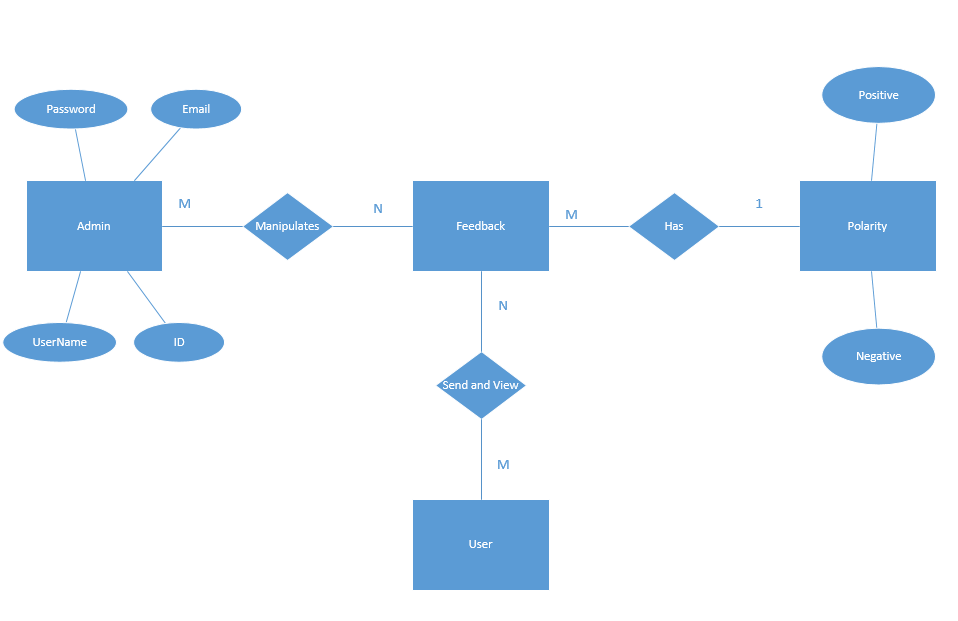 Positive
Password
Email
M
N
M
1
Admin
Manipulates
Feedback
Has
Polarity
N
UserName
ID
Negative
Send and View
M
User